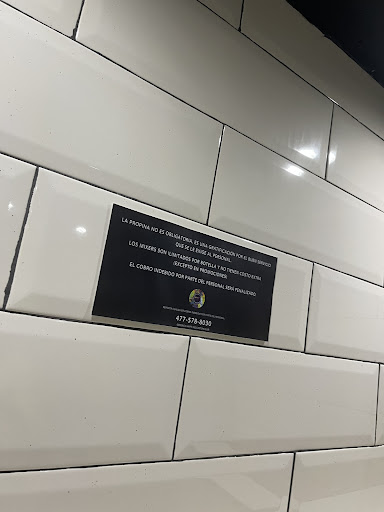 LA PROPINA NO ES OBLIGATORIA, ES UNA GRATIFICACIÓN POR EL BUEN SERVICIO
QUE SE LE EXIGE AL PERSONAL.
LOS MIXERS SON ILIMITADOS POR BOTELLA Y NO TIENEN COSTO EXTRA
(EXCEPTO EN PROMOCIONES)
EL COBRO INDEBIDO POR PARTE DEL PERSONAL SERÁ PENALIZADO
477-578-8030